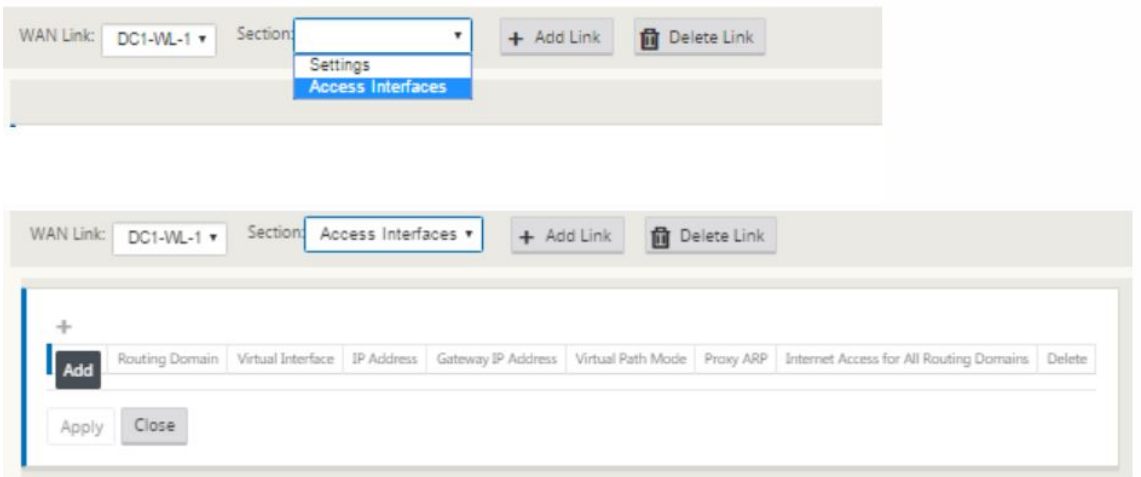 WAN Link: DC1-WL-1 Section: + Add Link Delete Link
Settings
Access Interfaces
WAN Link: DC1-WL-1 Section: Access Interfaces + Add Link Delete Link
+
Add Routing Domain Virtual Interface IP Address Gateway IP Address Virtual Path Mode Proxy ARP Internet Access for All Routing Domains Delete
Apply Close